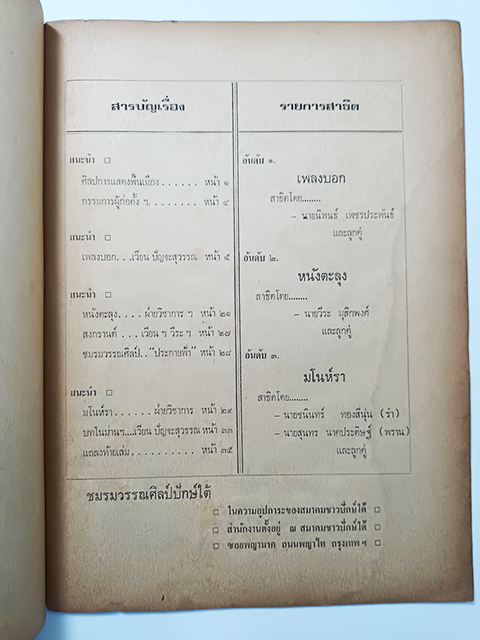 สารบัญเรื่อง
แนะนำ □
ศิลปการแสดงพื้นเมือง . . . . . . หน้า ๑
กรรมการผู้ก่อตั้ง ฯ. . . . . . . . หน้า ๔
แนะนำ □
เพลงบอก. . .เวียน บัญจะสุวรรณ หน้า ๕
แนะนำ □
หนังตะลุง. . . . ฝ่ายวิชาการ ฯ หน้า ๒๑
สงกรานต์ . . . เวียน ฯ วีระ ฯ หน้า ๒๗
ชมรมวรรณศิลป์. . "ประกายฟ้า" หน้า ๒๘
แนะนำ □
มโนห์รา . . . . . . ฝ่ายวิชาการ หน้า ๒๙
บทในม่านฯ....เวียน บัญจะสุวรรณ หน้า ๓๓
แถลงท้ายเล่ม . . . . . . . . . . หน้า ๓๕
รายการสาธิต
อันดับ ๑.
เพลงบอก
สาธิตโดย........
– นายนิพนธ์ เพชรประพันธ์
และลูกคู่
อันดับ ๒.
หนังตะลุง
สาธิตโดย........
– นายวีระ มุสิกพงศ์
และลูกคู่
อันดับ ๓.
มโนห์รา
สาธิตโดย........
– นายชนินทร์ ทองสีนุ่น (รำ)
– นายสุนทร นาคประดิษฐ์ (พราน)
และลูกคู่
ชมรมวรรณศิลป์ปักษ์ใต้
□ ในความอุปการะของสมาคมชาวปักษ์ใต้ □
□ สำนักงานตั้งอยู่ ณ สมาคมชาวปักษ์ใต้ □
□ ซอยพญานาค ถนนพญาไท กรุงเทพ ฯ □